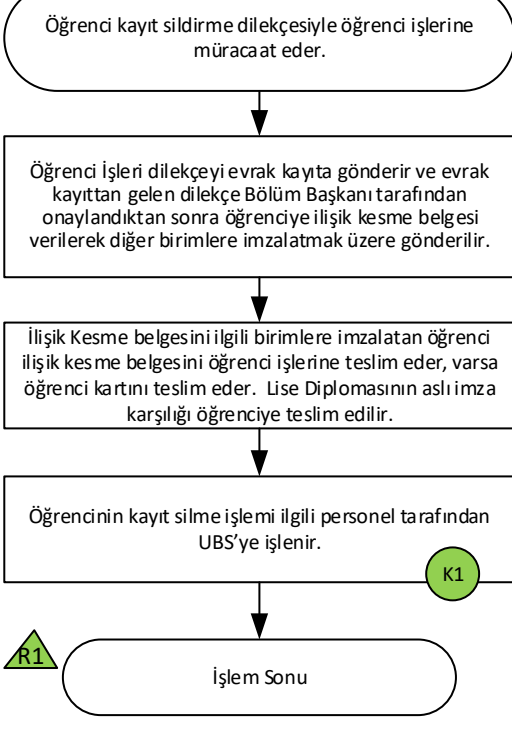 Öğrenci kayıt sildirme dilekçesiyle öğrenci işlerine
müracaat eder.
Öğrenci İşleri dilekçeyi evrak kayıta gönderir ve evrak
kayıttan gelen dilekçe Bölüm Başkanı tarafından
onaylandıktan sonra öğrenciye ilişik kesme belgesi
verilerek diğer birimlere imzalatmak üzere gönderilir.
İlişik Kesme belgesini ilgili birimlere imzalatan öğrenci
ilişik kesme belgesini öğrenci işlerine teslim eder, varsa
öğrenci kartını teslim eder. Lise Diplomasının aslı imza
karşılığı öğrenciye teslim edilir.
Öğrencinin kayıt silme işlemi ilgili personel tarafından
UBS’ye işlenir.
K1
R1
İşlem Sonu